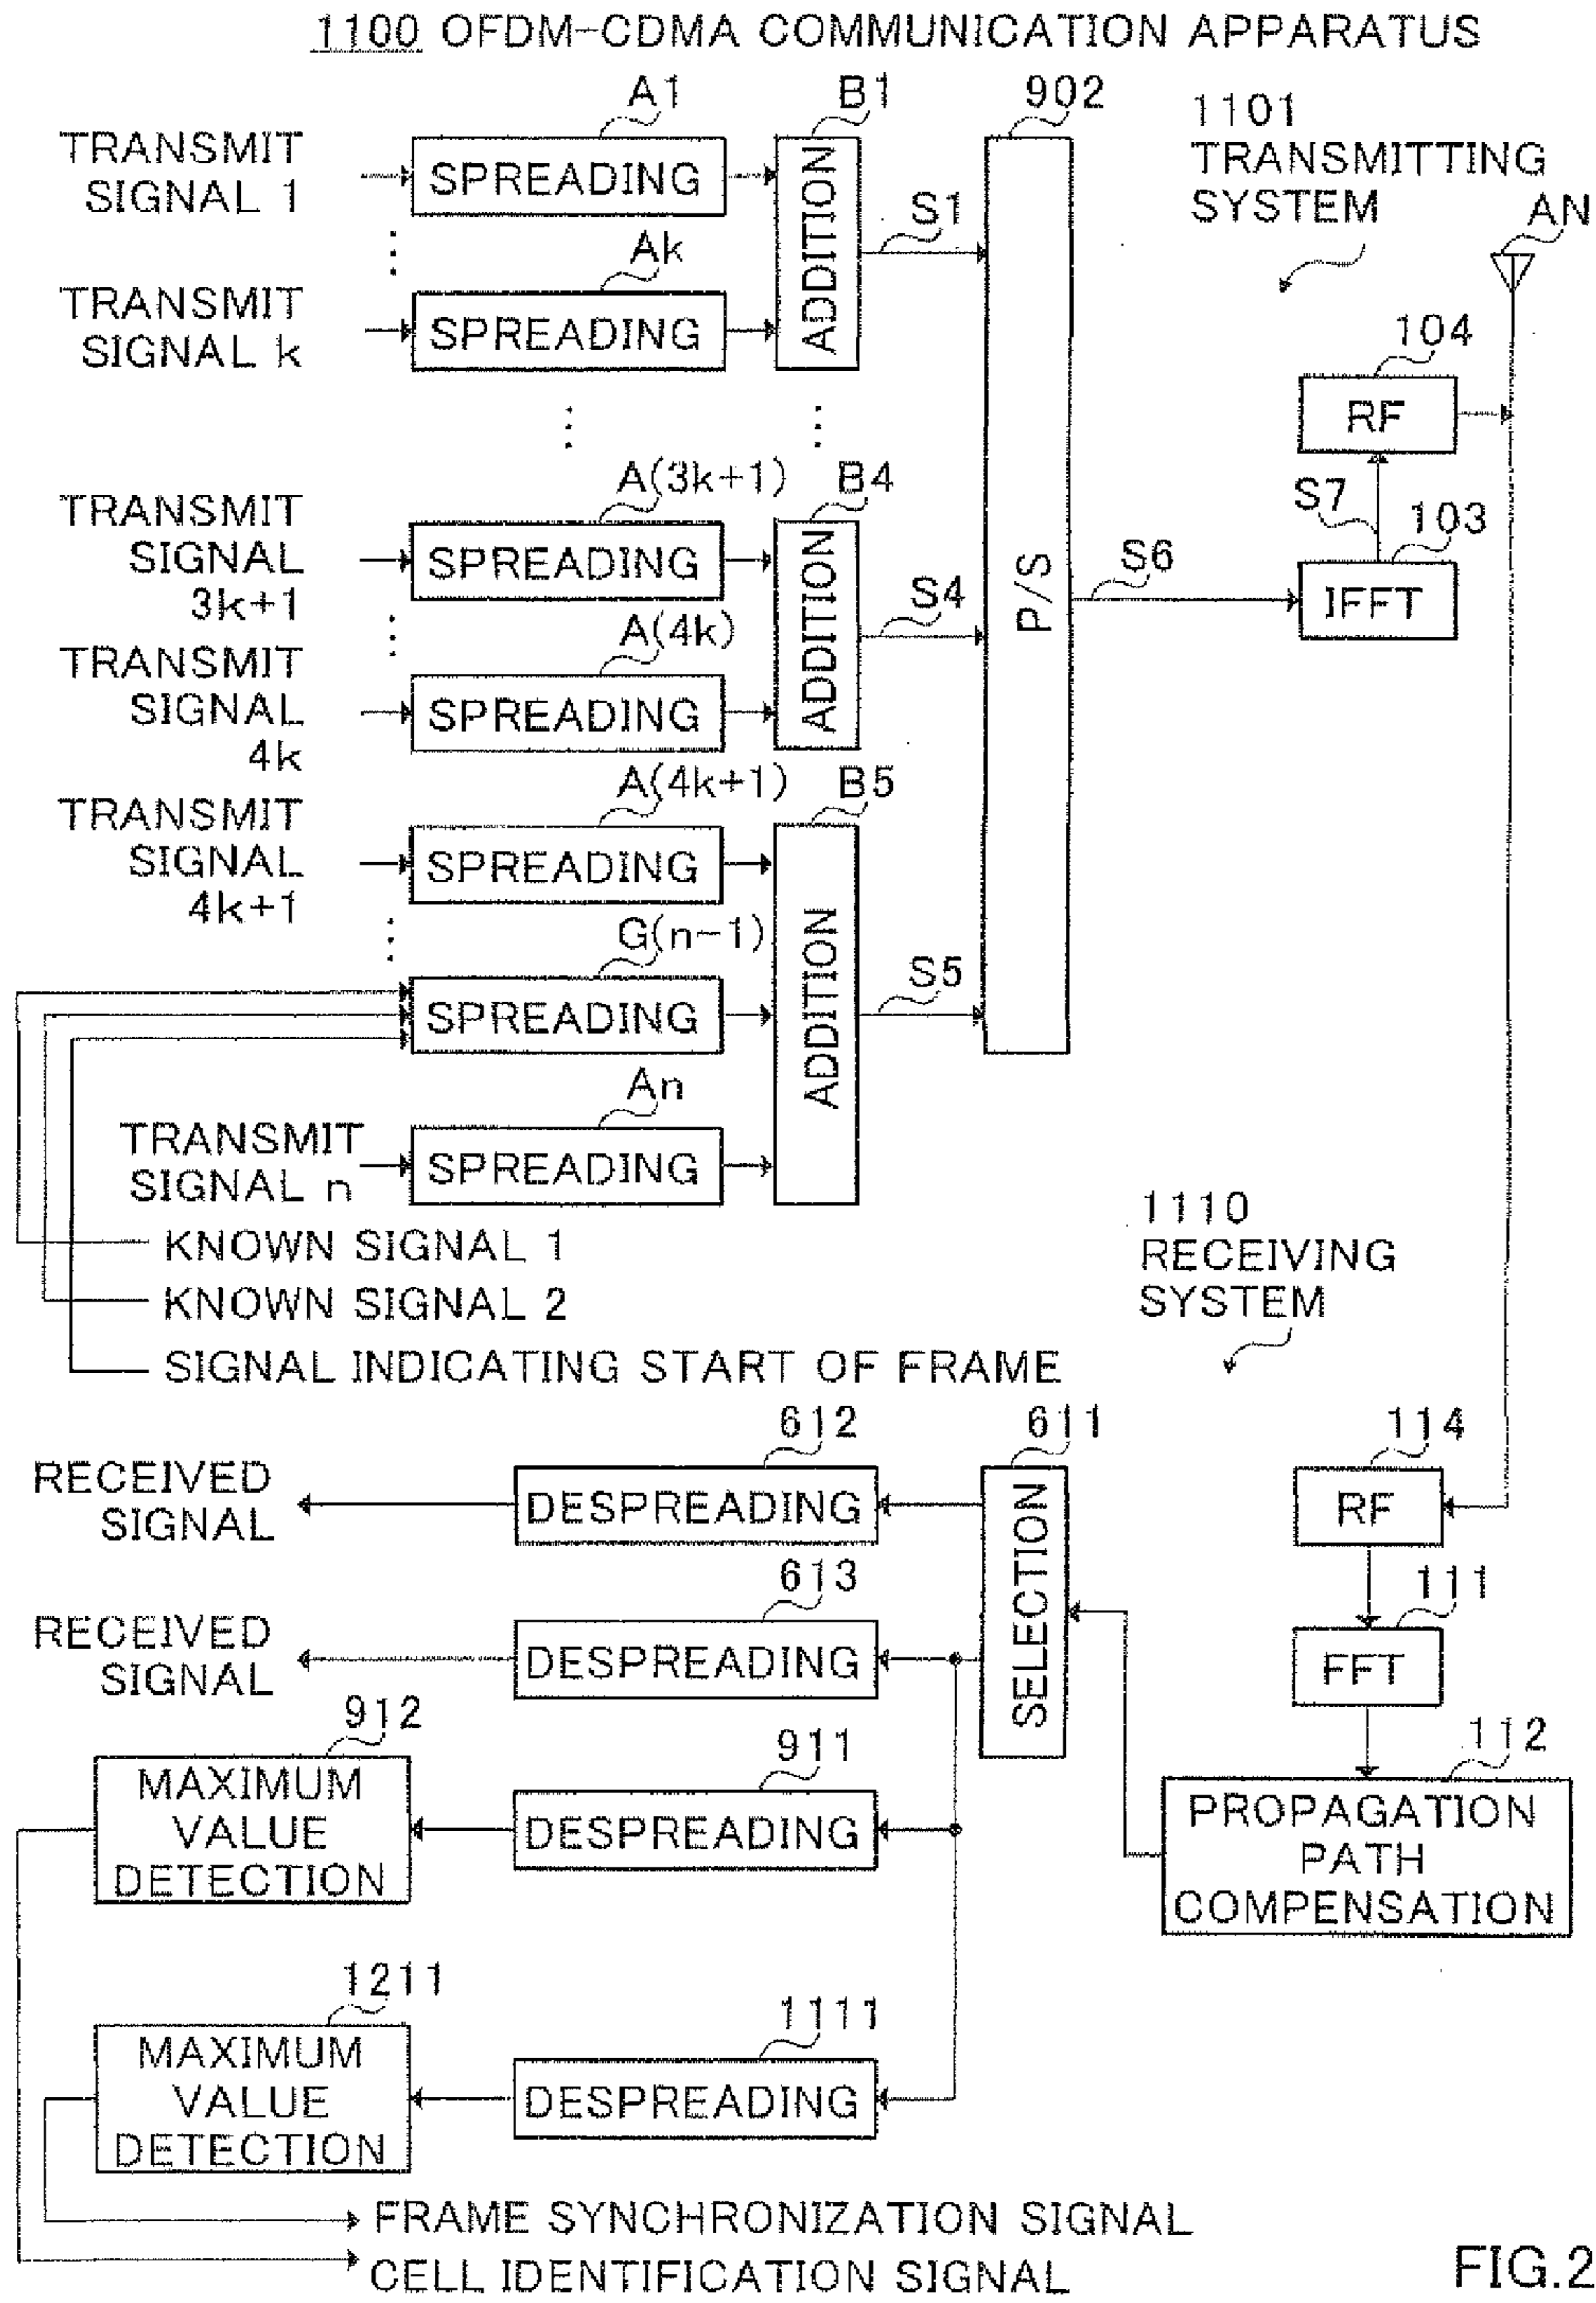 1100 OFDM-CDMA COMMUNICATION APPARATUS
A1
B1
902
1101
TRANSMITTING
SYSTEM
AN
TRANSMIT
SIGNAL 1
SPREADING
ADDITION
S1
Ak
TRANSMIT
SIGNAL k
SPREADING
104
RF
A(3k+1)
B4
TRANSMIT
SIGNAL
3k+1
SPREADING
ADDITION
S4
P/S
S6
S7
103
IFFT
A(4k)
TRANSMIT
SIGNAL
4k
SPREADING
A(4k+1)
B5
TRANSMIT
SIGNAL
4k+1
SPREADING
ADDITION
G(n-1)
SPREADING
S5
An
TRANSMIT
SIGNAL n
SPREADING
KNOWN SIGNAL 1
KNOWN SIGNAL 2
SIGNAL INDICATING START OF FRAME
1110
RECEIVING
SYSTEM
612
611
114
RECEIVED
SIGNAL
DESPREADING
SELECTION
RF
613
111
RECEIVED
SIGNAL
DESPREADING
FFT
912
911
112
MAXIMUM
VALUE
DETECTION
DESPREADING
PROPAGATION
PATH
COMPENSATION
1211
1111
MAXIMUM
VALUE
DETECTION
DESPREADING
FRAME SYNCHRONIZATION SIGNAL
CELL IDENTIFICATION SIGNAL
FIG.2